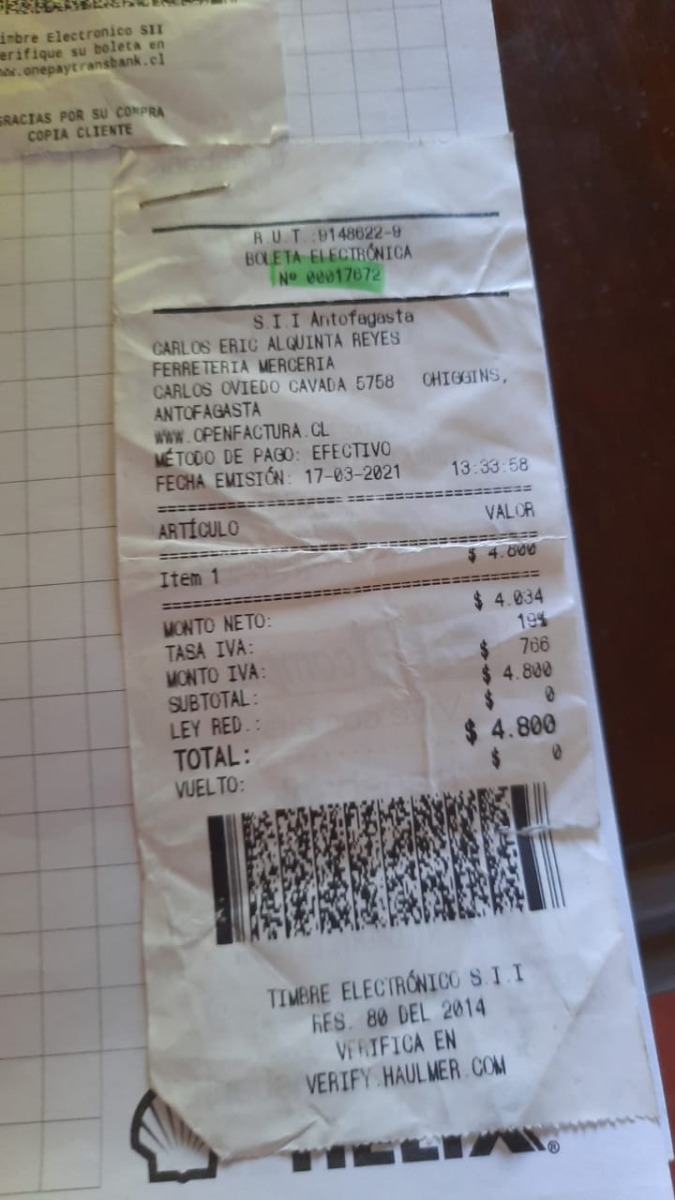 imbre Electronico SII
erifique su boleta en
w.onepaytransbank.cl
GRACIAS POR SU COMPRA
COPIA CLIENTE
R.U.T.:9148622-9
BOLETA ELECTRÓNICA
Nº 00017672
S.I.I Antofagasta
CARLOS ERIC ALQUINTA REYES
FERRETERIA MERCERIA
CARLOS OVIEDO CAVADA 5758 OHIGGINS,
ANTOFAGASTA
WWW.OPENFACTURA.CL
MÉTODO DE PAGO: EFECTIVO
FECHA EMISIÓN: 17-03-2021 13:33:58
ARTÍCULO VALOR
Item 1 $ 4.800
MONTO NETO: $ 4.034
TASA IVA: 19%
MONTO IVA: $ 766
SUBTOTAL: $ 4.800
LEY RED.: $ 0
TOTAL: $ 4.800
VUELTO: $ 0
TIMBRE ELECTRÓNICO S.I.I
RES. 80 DEL 2014
VERIFICA EN
VERIFY.HAULMER.COM
HELIX®